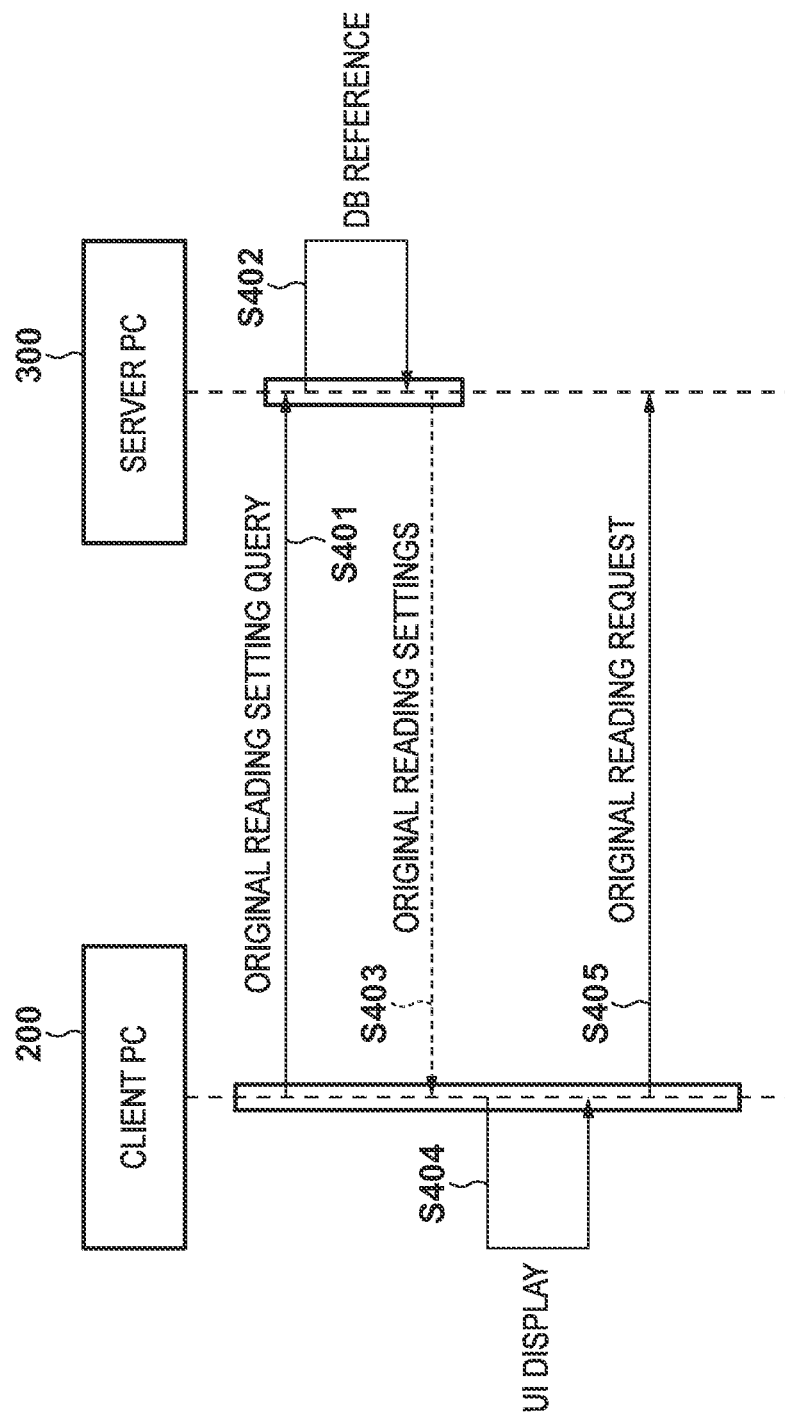 200
CLIENT PC
300
SERVER PC
ORIGINAL READING SETTING QUERY
S401
S402
DB REFERENCE
ORIGINAL READING SETTINGS
S403
S404
UI DISPLAY
ORIGINAL READING REQUEST
S405